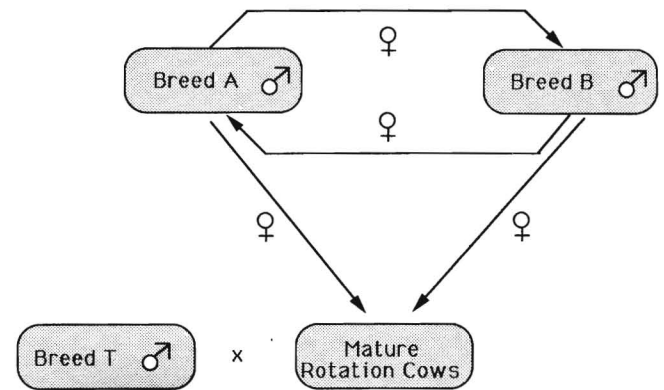 Breed A ♂
Breed B ♂
♀
♀
♀
♀
Breed T ♂
x
Mature
Rotation Cows